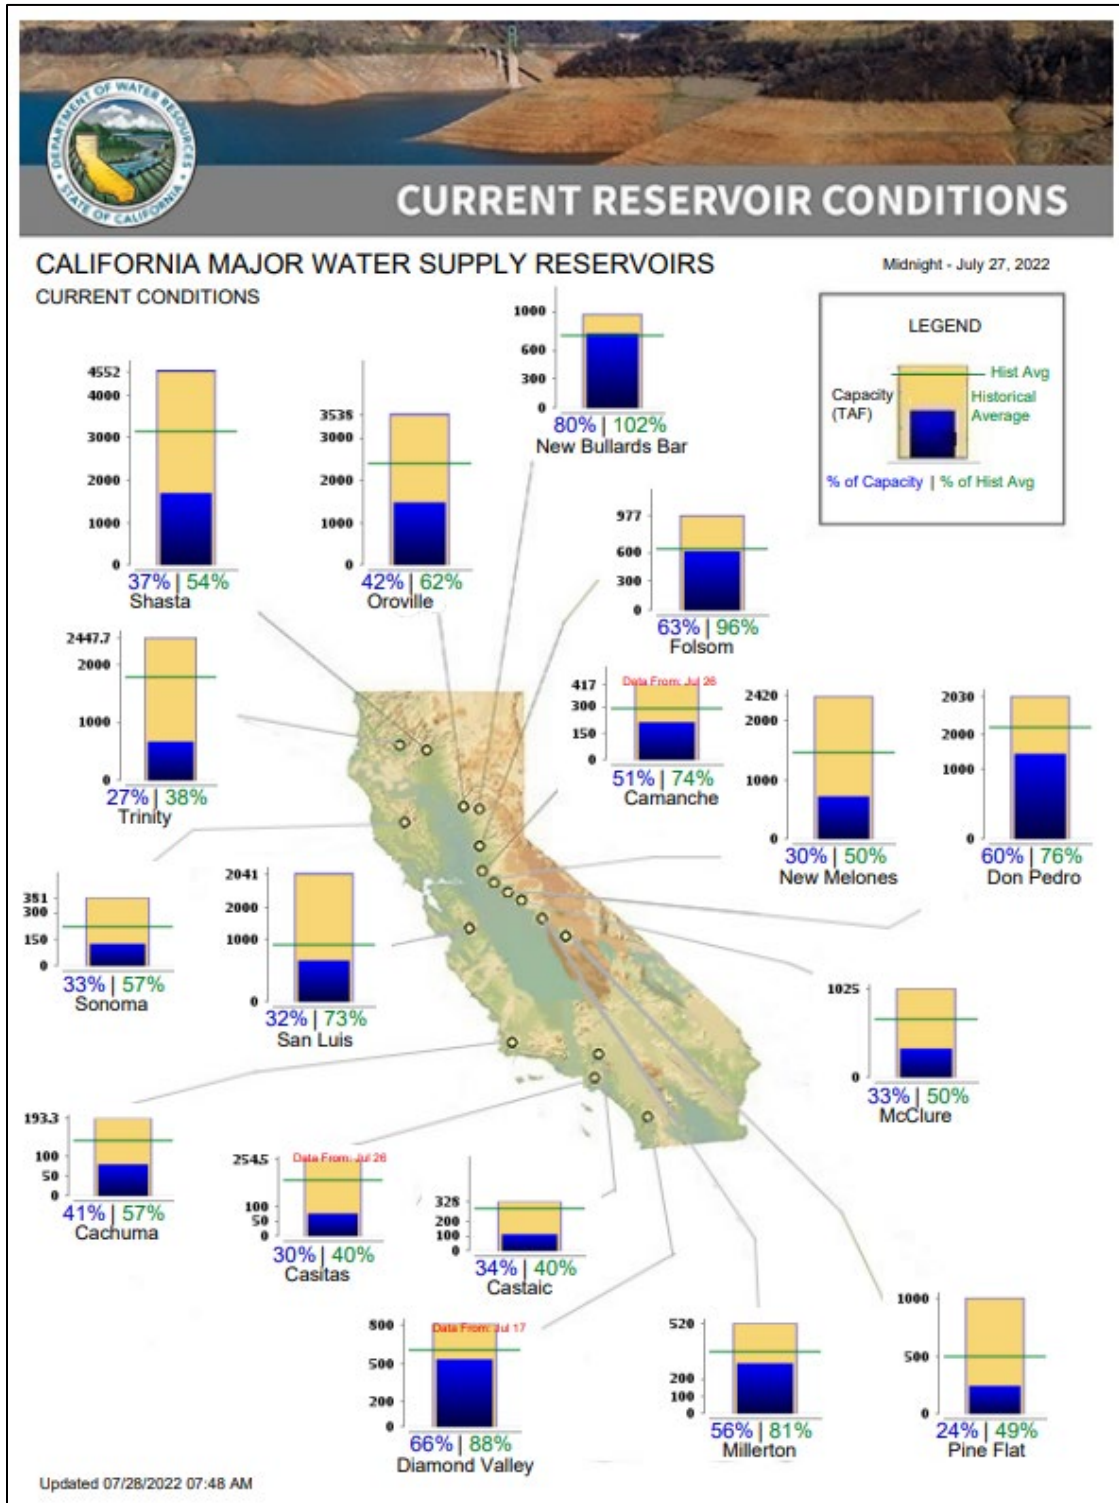 DEPARTMENT OF WATER RESOURCES
STATE OF CALIFORNIA
CURRENT RESERVOIR CONDITIONS
CALIFORNIA MAJOR WATER SUPPLY RESERVOIRS
Midnight - July 27, 2022
CURRENT CONDITIONS
LEGEND
Hist Avg
Capacity
(TAF)
Historical
Average
% of Capacity | % of Hist Avg
1000
600
300
0
80% | 102%
New Bullards Bar
4552
4000
3000
2000
1000
0
37% | 54%
Shasta
3538
3000
2000
1000
0
42% | 62%
Oroville
977
600
300
0
63% | 96%
Folsom
2447.7
2000
1000
0
27% | 38%
Trinity
417
300
150
0
Data From: Jul 26
51% | 74%
Camanche
2420
2000
1000
0
30% | 50%
New Melones
2030
2000
1000
0
60% | 76%
Don Pedro
381
300
150
0
33% | 57%
Sonoma
2041
2000
1000
0
32% | 73%
San Luis
1025
0
33% | 50%
McClure
193.3
100
50
0
41% | 57%
Cachuma
254.5
100
50
0
Data From: Jul 26
30% | 40%
Casitas
328
200
100
0
34% | 40%
Castaic
800
500
200
0
Data From: Jul 17
66% | 88%
Diamond Valley
520
200
100
0
56% | 81%
Millerton
1000
500
0
24% | 49%
Pine Flat
Updated 07/28/2022 07:48 AM